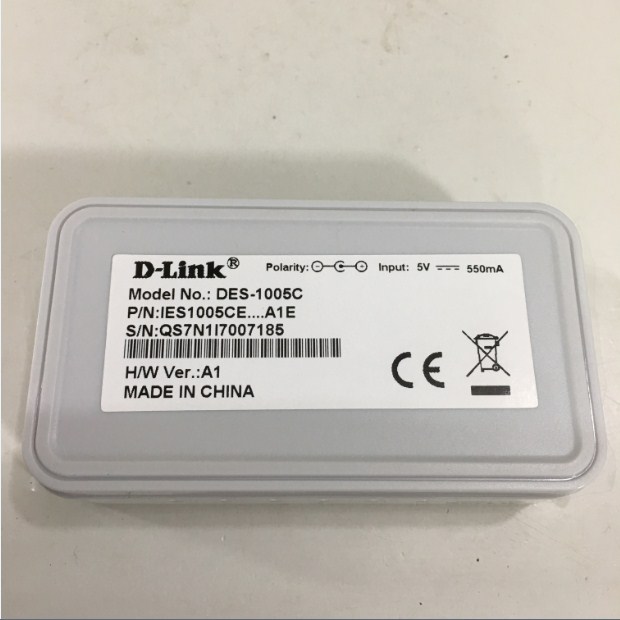 D-Link®
Polarity: Input: 5V 550mA
Model No.: DES-1005C
P/N:IES1005CE....A1E
S/N:QS7N1I7007185
H/W Ver.:A1
MADE IN CHINA
CE